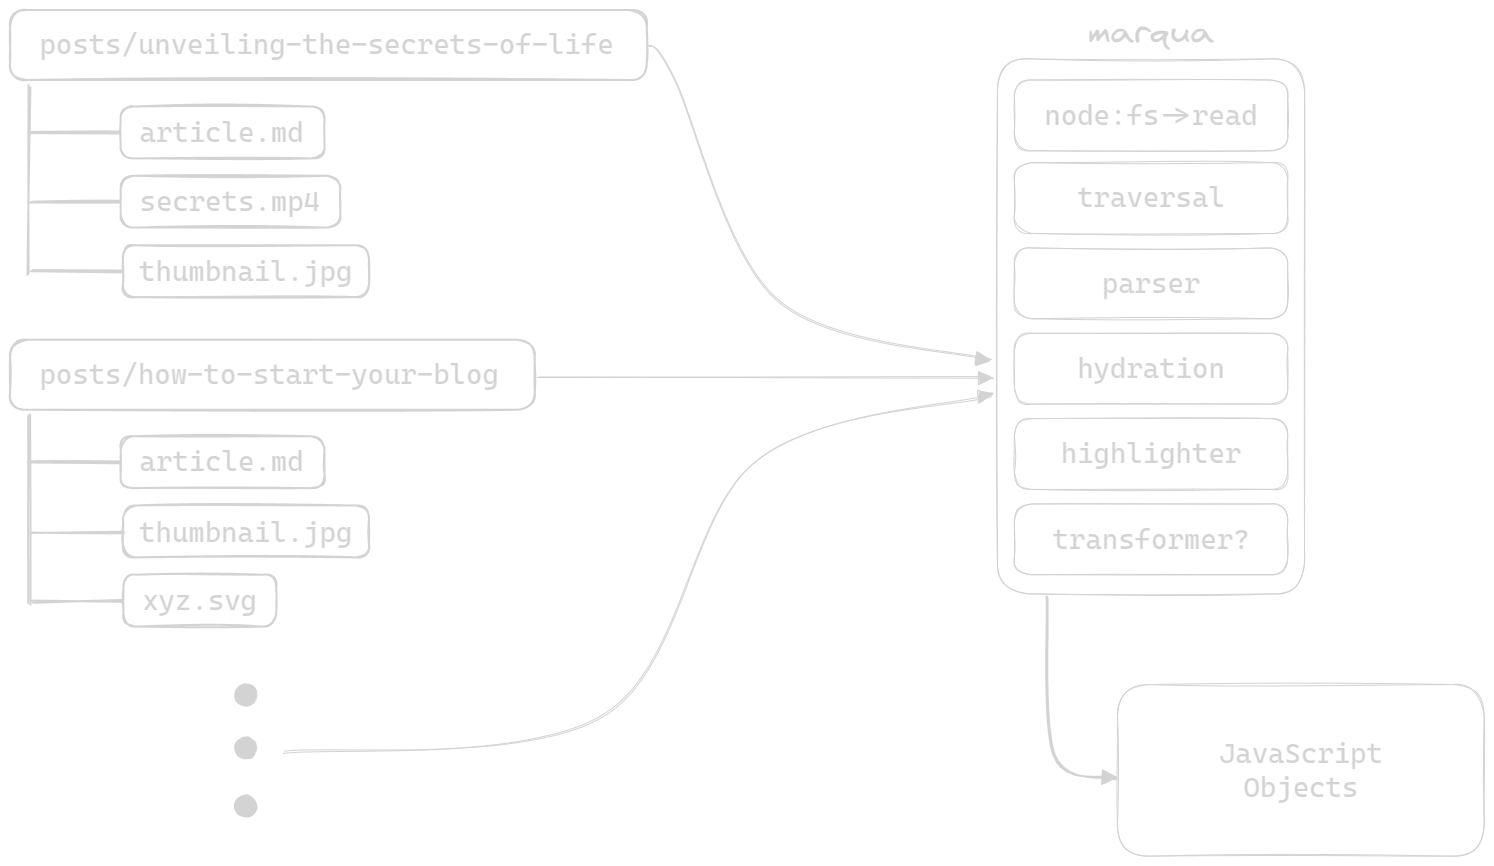 posts/unveiling-the-secrets-of-life
article.md
secrets.mp4
thumbnail.jpg
posts/how-to-start-your-blog
article.md
thumbnail.jpg
xyz.svg
marqua
node:fs→read
traversal
parser
hydration
highlighter
transformer?
JavaScript
Objects